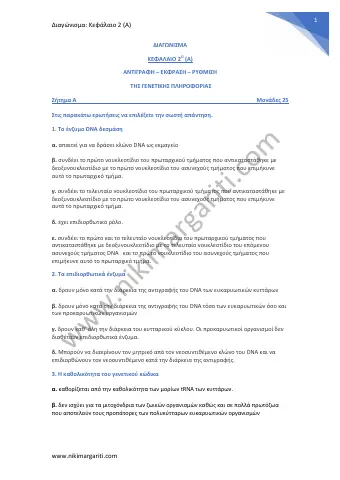 Διαγώνισμα: Κεφάλαιο 2 (Α)
1
ΔΙΑΓΩΝΙΣΜΑ
ΚΕΦΑΛΑΙΟ 2ο (Α)
ΑΝΤΙΓΡΑΦΗ – ΕΚΦΡΑΣΗ – ΡΥΘΜΙΣΗ
ΤΗΣ ΓΕΝΕΤΙΚΗΣ ΠΛΗΡΟΦΟΡΙΑΣ
Ζήτημα Α Μονάδες 25
Στις παρακάτω ερωτήσεις να επιλέξετε την σωστή απάντηση.
1. Το ένζυμο DNA δεσμάση
α. απαιτεί για να δράσει κλώνο DNA ως εκμαγείο
β. συνδέει το πρώτο νουκλεοτίδιο του πρωταρχικού τμήματος που αντικαταστάθηκε με
δεοξυνουκλεοτίδιο με το τελευταίο νουκλεοτίδιο του ασυνεχούς τμήματος που επιμήκυνε
αυτό το πρωταρχικό τμήμα.
γ. συνδέει το τελευταίο νουκλεοτίδιο του πρωταρχικού τμήματος που αντικαταστάθηκε με
δεοξυνουκλεοτίδιο με το τελευταίο νουκλεοτίδιο του ασυνεχούς τμήματος που επιμήκυνε
αυτό το πρωταρχικό τμήμα.
δ. έχει επιδιορθωτικό ρόλο.
ε. συνδέει το πρώτο και το τελευταίο νουκλεοτίδιο του πρωταρχικού τμήματος που
αντικαταστάθηκε με δεοξυνουκλεοτίδιο με το τελευταίο νουκλεοτίδιο του επόμενου
ασυνεχούς τμήματος DNA και το πρώτο νουκλεοτίδιο του ασυνεχούς τμήματος που
επιμήκυνε αυτό το πρωταρχικό τμήμα.
2. Τα επιδιορθωτικά ένζυμα
α. δρουν μόνο κατά την διάρκεια της αντιγραφής του DNA των ευκαρυωτικών κυττάρων
β. δρουν μόνο κατά την διάρκεια της αντιγραφής του DNA τόσο των ευκαρυωτικών όσο και
των προκαρυωτικών οργανισμών
γ. δρουν καθ' όλη την διάρκεια του κυτταρικού κύκλου. Οι προκαρυωτικοί οργανισμοί δεν
διαθέτουν επιδιορθωτικά ένζυμα.
δ. Μπορούν να διακρίνουν τον μητρικό από τον νεοσυντιθέμενο κλώνο του DNA και να
επιδιορθώνουν τον νεοσυντιθέμενο κατά την διάρκεια της αντιγραφής.
3. Η καθολικότητα του γενετικού κώδικα
α. καθορίζεται από την καθολικότητα των μορίων tRNA των κυττάρων.
β. δεν ισχύει για τα μιτοχόνδρια των ζωικών οργανισμών καθώς και σε πολλά πρωτόζωα
που αποτελούν τους προπάτορες των πολυκύτταρων ευκαρυωτικών οργανισμών
www.nikimargariti.com
www.nikimargariti.com